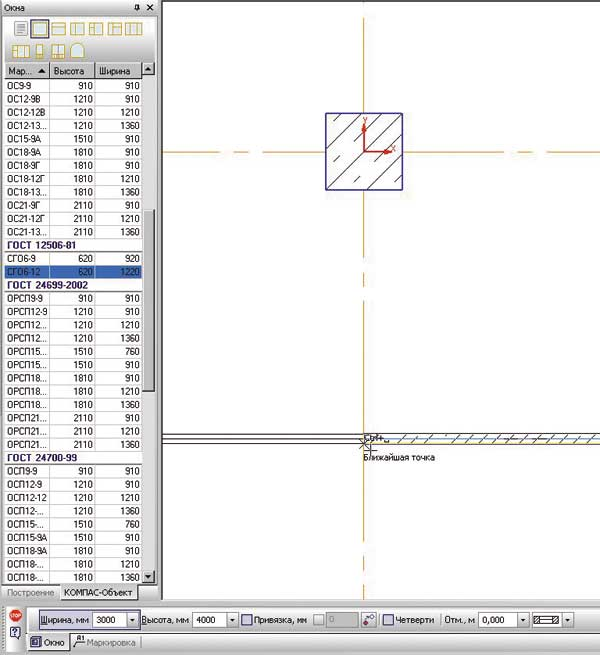 Окна
Мар... Высота Ширина
ОС9-9 910 910
ОС12-9В 1210 910
ОС12-12В 1210 1210
ОС12-13... 1210 1360
ОС15-9А 1510 910
ОС18-9А 1810 910
ОС18-9Г 1810 910
ОС18-12Г 1810 1210
ОС18-13... 1810 1360
ОС21-9Г 2110 910
ОС21-12Г 2110 1210
ОС21-13... 2110 1360
ГОСТ 12506-81
СГО6-9 620 920
СГО6-12 620 1220
ГОСТ 24699-2002
ОРСП9-9 910 910
ОРСП12-9 1210 910
ОРСП12... 1210 1210
ОРСП12... 1210 1360
ОРСП15... 1510 760
ОРСП15... 1510 910
ОРСП18... 1810 910
ОРСП18... 1810 1210
ОРСП18... 1810 1360
ОРСП21... 2110 910
ОРСП21... 2110 1210
ОРСП21... 2110 1360
ГОСТ 24700-99
ОСП9-9 910 910
ОСП12-9 1210 910
ОСП12-12 1210 1210
ОСП12-... 1210 1360
ОСП15-... 1510 760
ОСП15-9А 1510 910
ОСП18-9А 1810 910
ОСП18-... 1810 1210
ОСП18-... 1810 1360
Построение КОМПАС-Объект
Y
X
Ближайшая точка
STOP Ширина, мм 3000 Высота, мм 4000 Привязка, мм 0 Четверти Отм., м 0,000
Окно A1 Маркировка